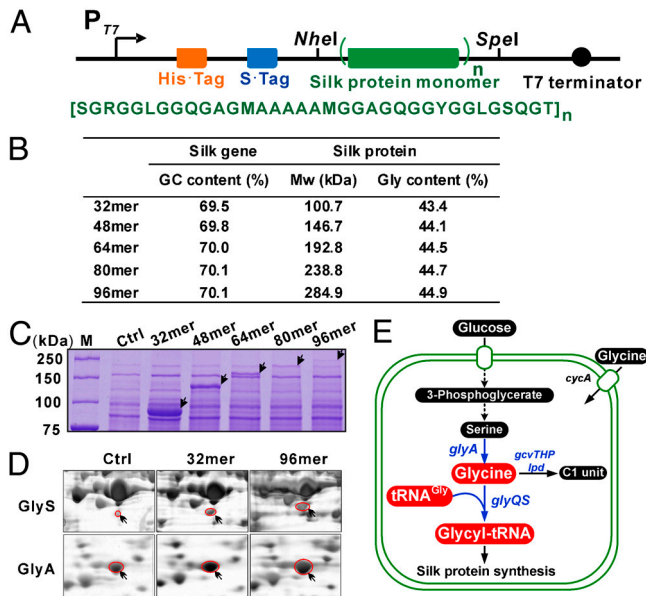 A
P T7
NheI
SpeI
n
His·Tag
S·Tag
Silk protein monomer
T7 terminator
[SGRGGLGGQGAGMAAAAAMGGAGQGGYGGLGSQGT]n
B
Silk gene Silk protein
GC content (%) Mw (kDa) Gly content (%)
32mer 69.5 100.7 43.4
48mer 69.8 146.7 44.1
64mer 70.0 192.8 44.5
80mer 70.1 238.8 44.7
96mer 70.1 284.9 44.9
C
(kDa) M Ctrl 32mer 48mer 64mer 80mer 96mer
250
150
100
75
D
Ctrl 32mer 96mer
GlyS
GlyA
E
Glucose
Glycine
cycA
3-Phosphoglycerate
Serine
glyA
gcvTHP
lpd
Glycine
C1 unit
tRNAGly
glyQS
Glycyl-tRNA
Silk protein synthesis